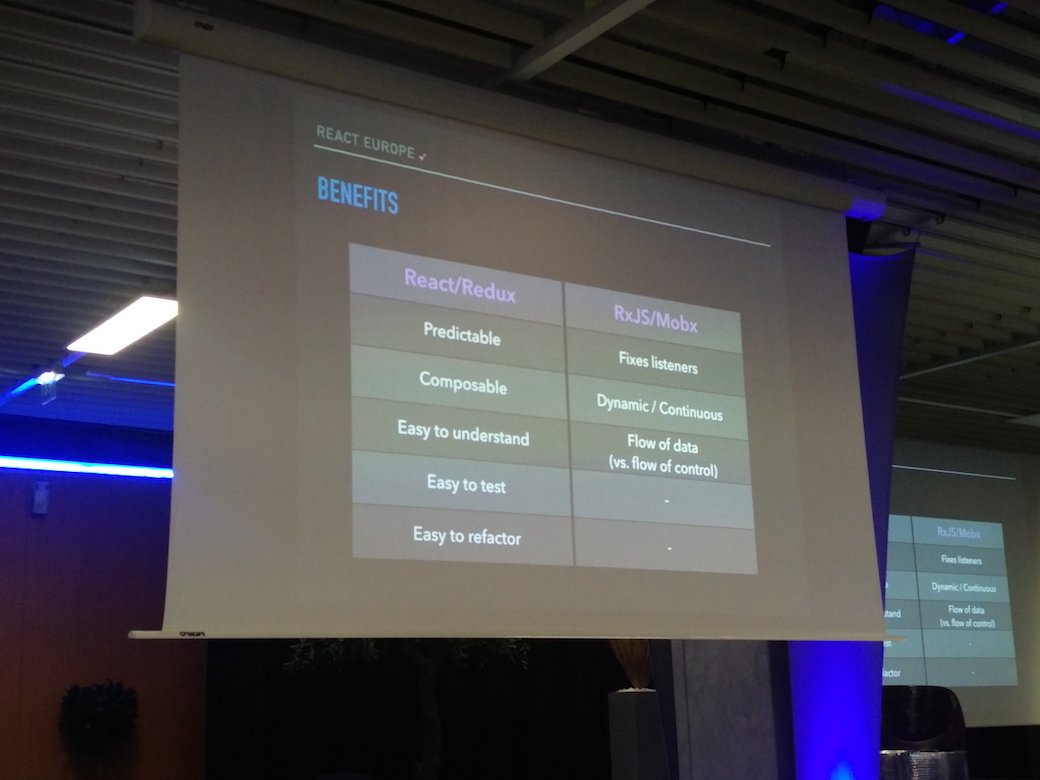 REACT EUROPE
BENEFITS
React/Redux
RxJS/Mobx
Predictable
Fixes listeners
Composable
Dynamic / Continuous
Easy to understand
Flow of data
(vs. flow of control)
Easy to test
-
Easy to refactor
-
RxJS/Mobx
Fixes listeners
Dynamic / Continuous
stand
Flow of data
(vs. flow of control)
est
-
actor
-